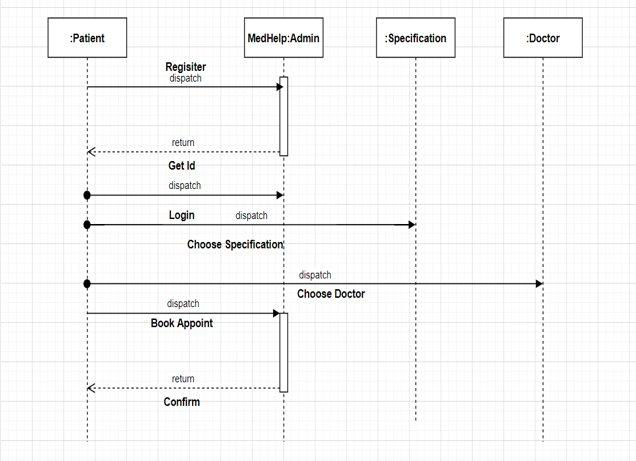 :Patient
MedHelp:Admin
:Specification
:Doctor
Regisiter
dispatch
return
Get Id
dispatch
Login dispatch
Choose Specification
dispatch
Choose Doctor
dispatch
Book Appoint
return
Confirm